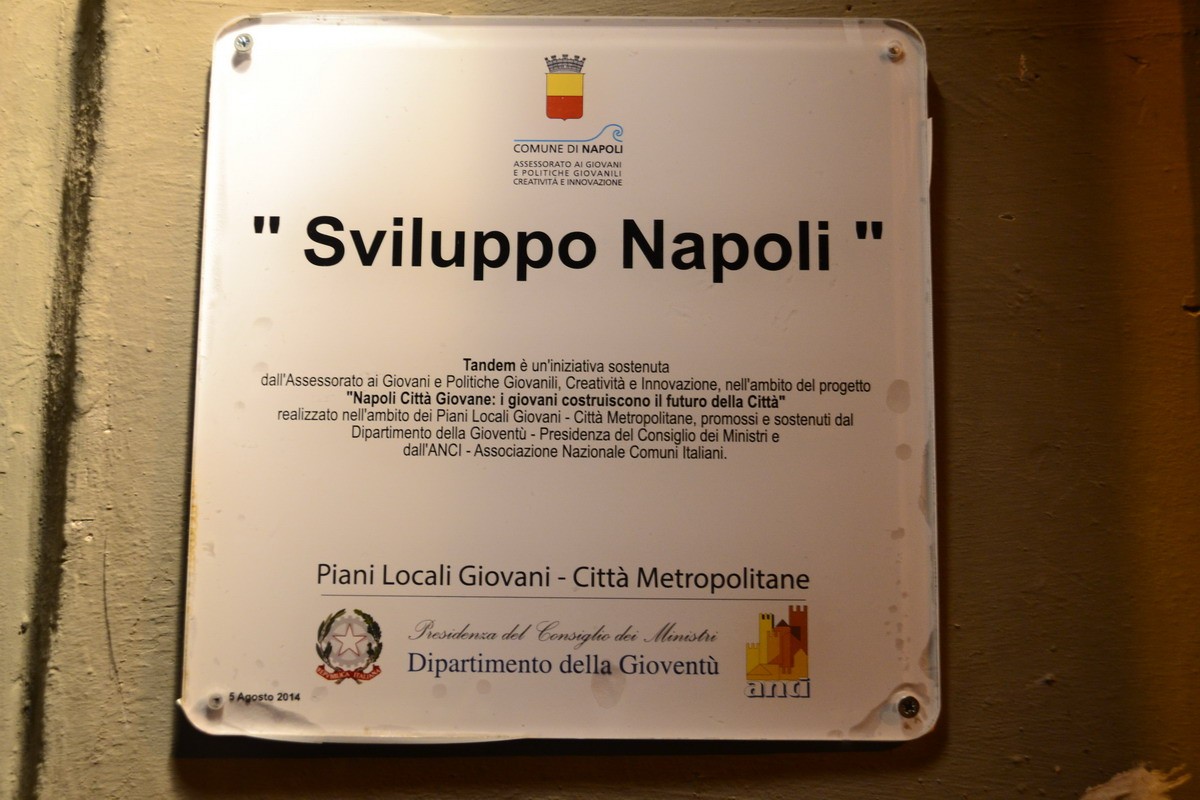 COMUNE DI NAPOLI
ASSESSORATO AI GIOVANI
E POLITICHE GIOVANILI
CREATIVITÀ E INNOVAZIONE
" Sviluppo Napoli "
Tandem è un'iniziativa sostenuta
dall'Assessorato ai Giovani e Politiche Giovanili, Creatività e Innovazione, nell'ambito del progetto
"Napoli Città Giovane: i giovani costruiscono il futuro della Città"
realizzato nell'ambito dei Piani Locali Giovani - Città Metropolitane, promossi e sostenuti dal
Dipartimento della Gioventù - Presidenza del Consiglio dei Ministri e
dall'ANCI - Associazione Nazionale Comuni Italiani.
Piani Locali Giovani - Città Metropolitane
Presidenza del Consiglio dei Ministri
Dipartimento della Gioventù
REPUBBLICA ITALIANA
anci
5 Agosto 2014